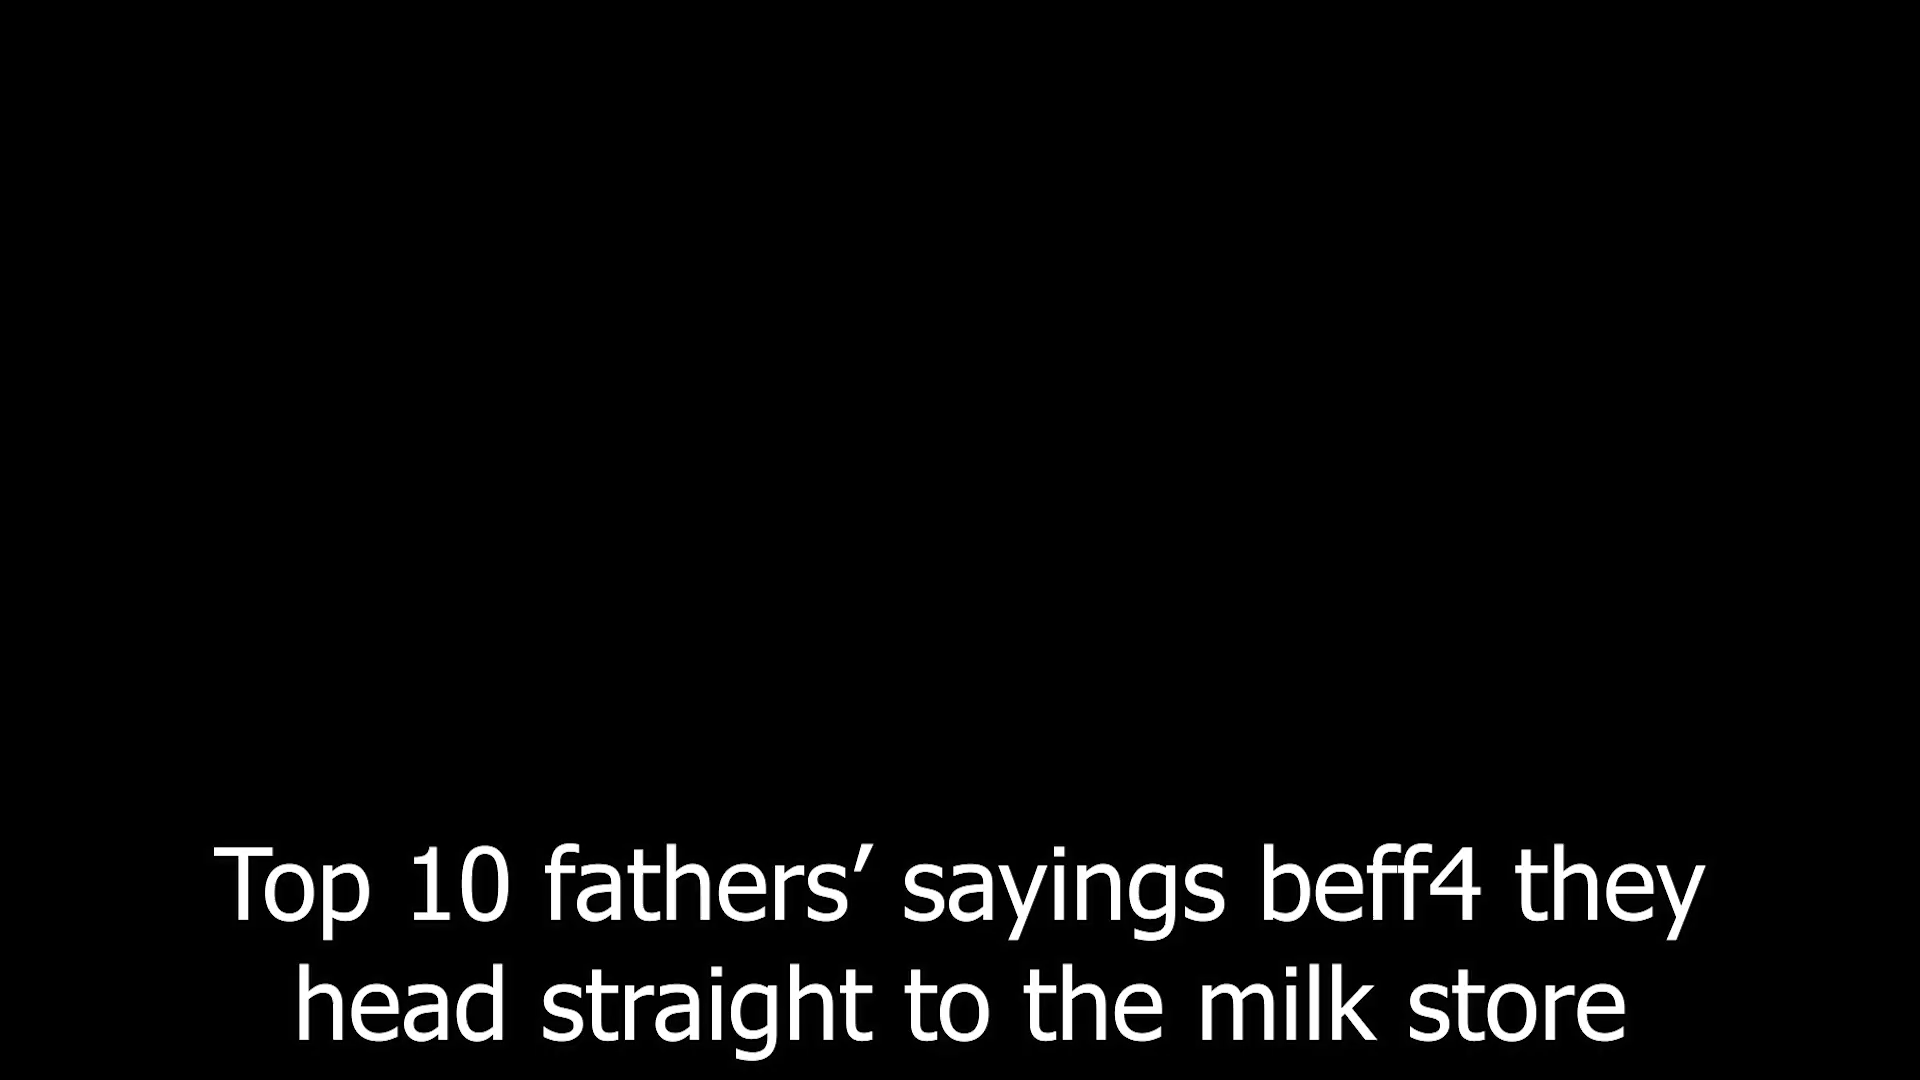 Top 10 fathers’ sayings beff4 they
head straight to the milk store